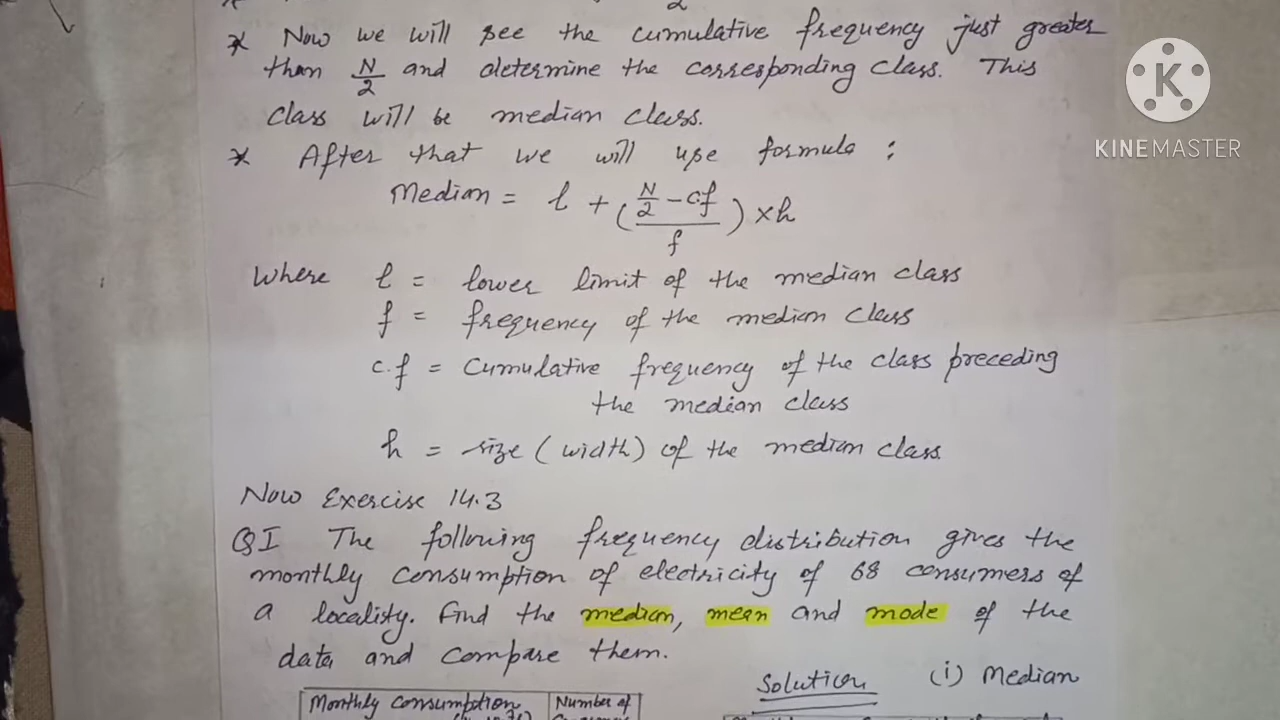 2
* Now we will see the cumulative frequency just greater
than N/2 and determine the corresponding class. This
class will be median class.
K
KINEMASTER
* After that we will use formula :
Median = l + (N/2 - cf / f) × h
Where l = lower limit of the median class
f = frequency of the median class
c.f = Cumulative frequency of the class preceding
the median class
h = size (width) of the median class
Now Exercise 14.3
QI The following frequency distribution gives the
monthly consumption of electricity of 68 consumers of
a locality. Find the median, mean and mode of the
data and compare them.
Solution (i) Median
Monthly Consumption Number of